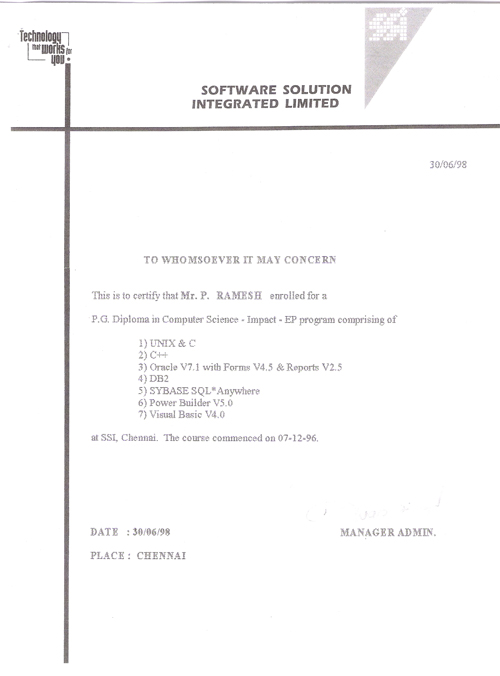 Technology
that works for
you.
SSI
SOFTWARE SOLUTION
INTEGRATED LIMITED
30/06/98
TO WHOMSOEVER IT MAY CONCERN
This is to certify that Mr. P. RAMESH enrolled for a
P.G. Diploma in Computer Science - Impact - EP program comprising of
1) UNIX & C
2) C++
3) Oracle V7.1 with Forms V4.5 & Reports V2.5
4) DB2
5) SYBASE SQL*Anywhere
6) Power Builder V5.0
7) Visual Basic V4.0
at SSI, Chennai. The course commenced on 07-12-96.
DATE : 30/06/98 MANAGER ADMIN.
PLACE : CHENNAI